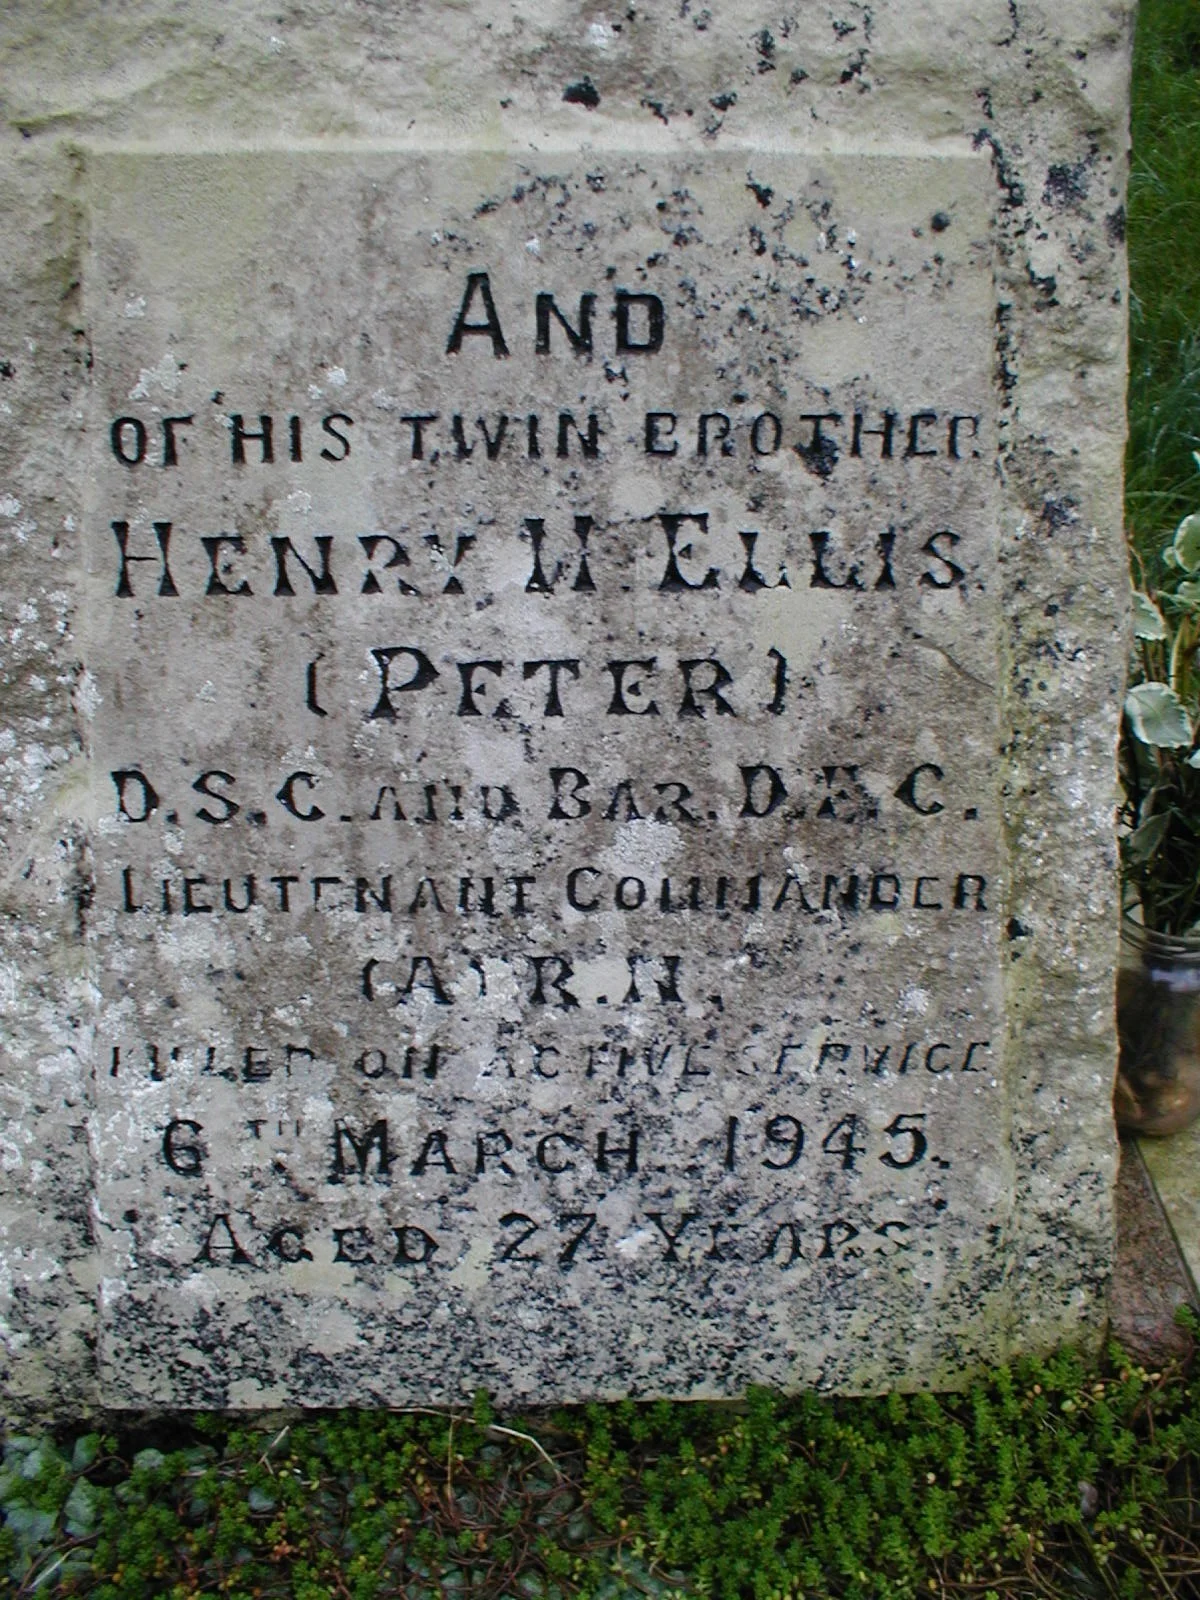 AND
OF HIS TWIN BROTHER
HENRY H. ELLIS.
(PETER)
D.S.C. AND BAR. D.F.C.
LIEUTENANT COMMANDER
(A) R.N.
KILLED ON ACTIVE SERVICE
6TH MARCH 1945.
AGED 27 YEARS.